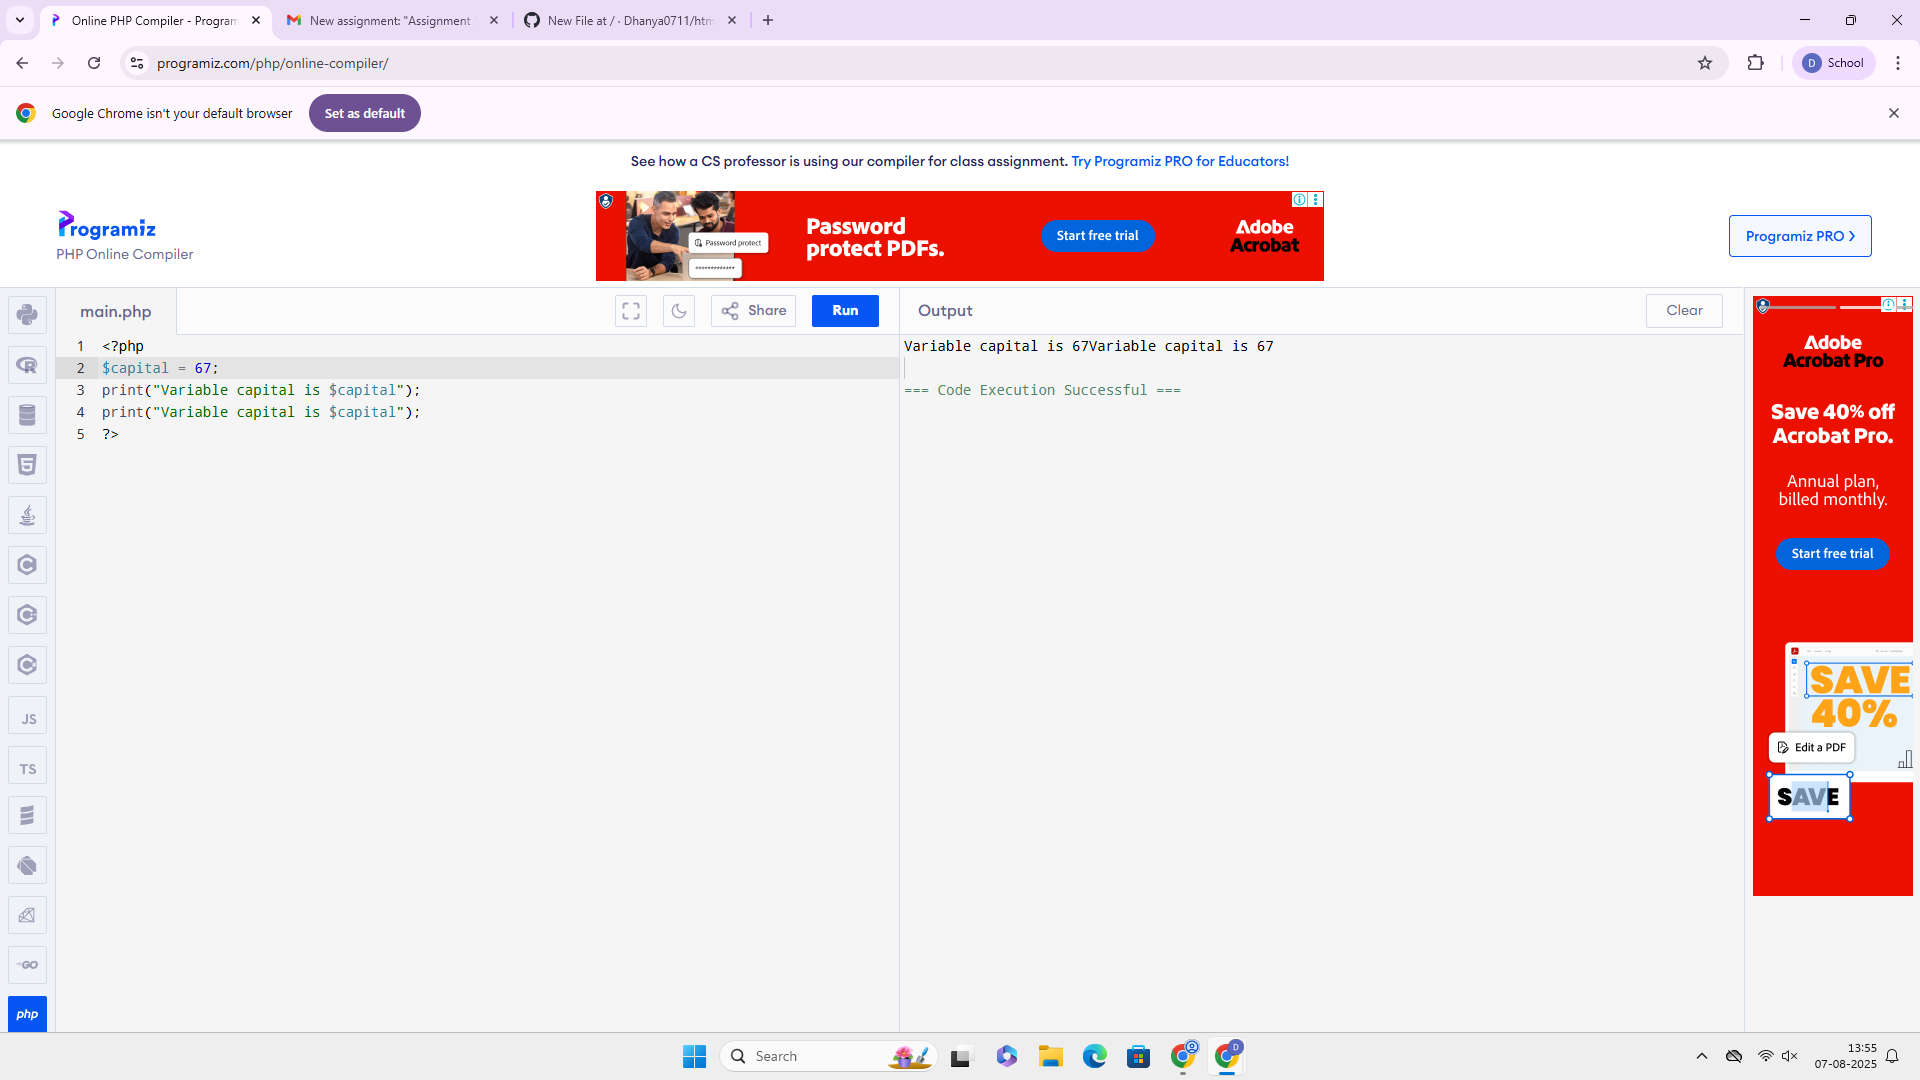 Online PHP Compiler - Program
New assignment: "Assignment
New File at / · Dhanya0711/htm
programiz.com/php/online-compiler/
D School
Google Chrome isn't your default browser
Set as default
See how a CS professor is using our compiler for class assignment. Try Programiz PRO for Educators!
Programiz
PHP Online Compiler
Password protect
*************
Password
protect PDFs.
Start free trial
Adobe
Acrobat
Programiz PRO
main.php
Share
Run
Output
Clear
1 <?php
2 $capital = 67;
3 print("Variable capital is $capital");
4 print("Variable capital is $capital");
5 ?>
Variable capital is 67Variable capital is 67
=== Code Execution Successful ===
JS
TS
GO
php
Adobe
Acrobat Pro
Save 40% off
Acrobat Pro.
Annual plan,
billed monthly.
Start free trial
SAVE
40%
Edit a PDF
SAVE
Search
D
13:55
07-08-2025